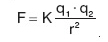 F = K q₁ · q₂ / r²